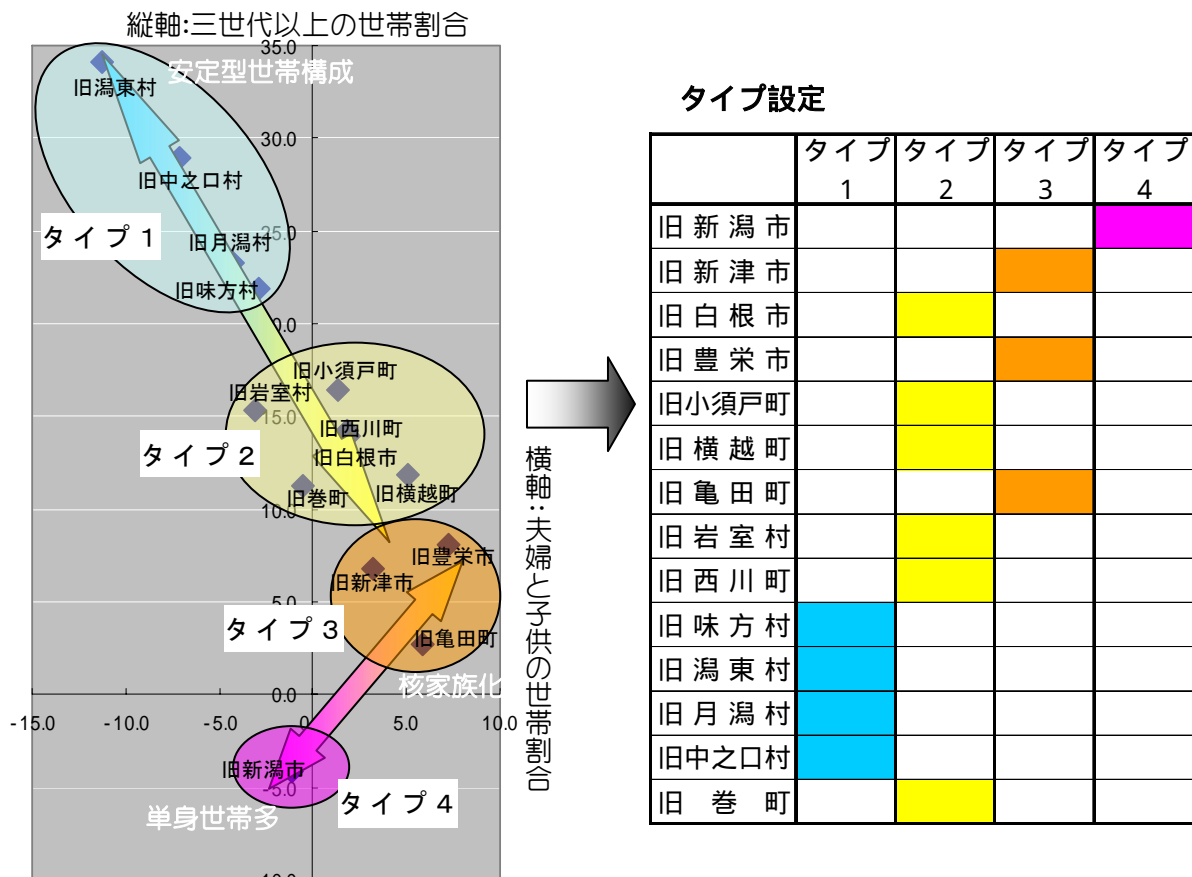 縦軸:三世代以上の世帯割合
35.0
安定型世帯構成
旧潟東村
30.0
旧中之口村
タイプ1
25.0
旧月潟村
旧味方村
20.0
旧小須戸町
旧岩室村
15.0
旧西川町
タイプ2
旧白根市
旧巻町
旧横越町
10.0
旧豊栄市
旧新津市
5.0
タイプ3
旧亀田町
核家族化
0.0
-15.0 -10.0 -5.0 0 5.0 10.0
旧新潟市
-5.0
タイプ4
単身世帯多
-10.0
横軸:夫婦と子供の世帯割合
タイプ設定
タイプ1 タイプ2 タイプ3 タイプ4
旧新潟市
旧新津市
旧白根市
旧豊栄市
旧小須戸町
旧横越町
旧亀田町
旧岩室村
旧西川町
旧味方村
旧潟東村
旧月潟村
旧中之口村
旧巻町